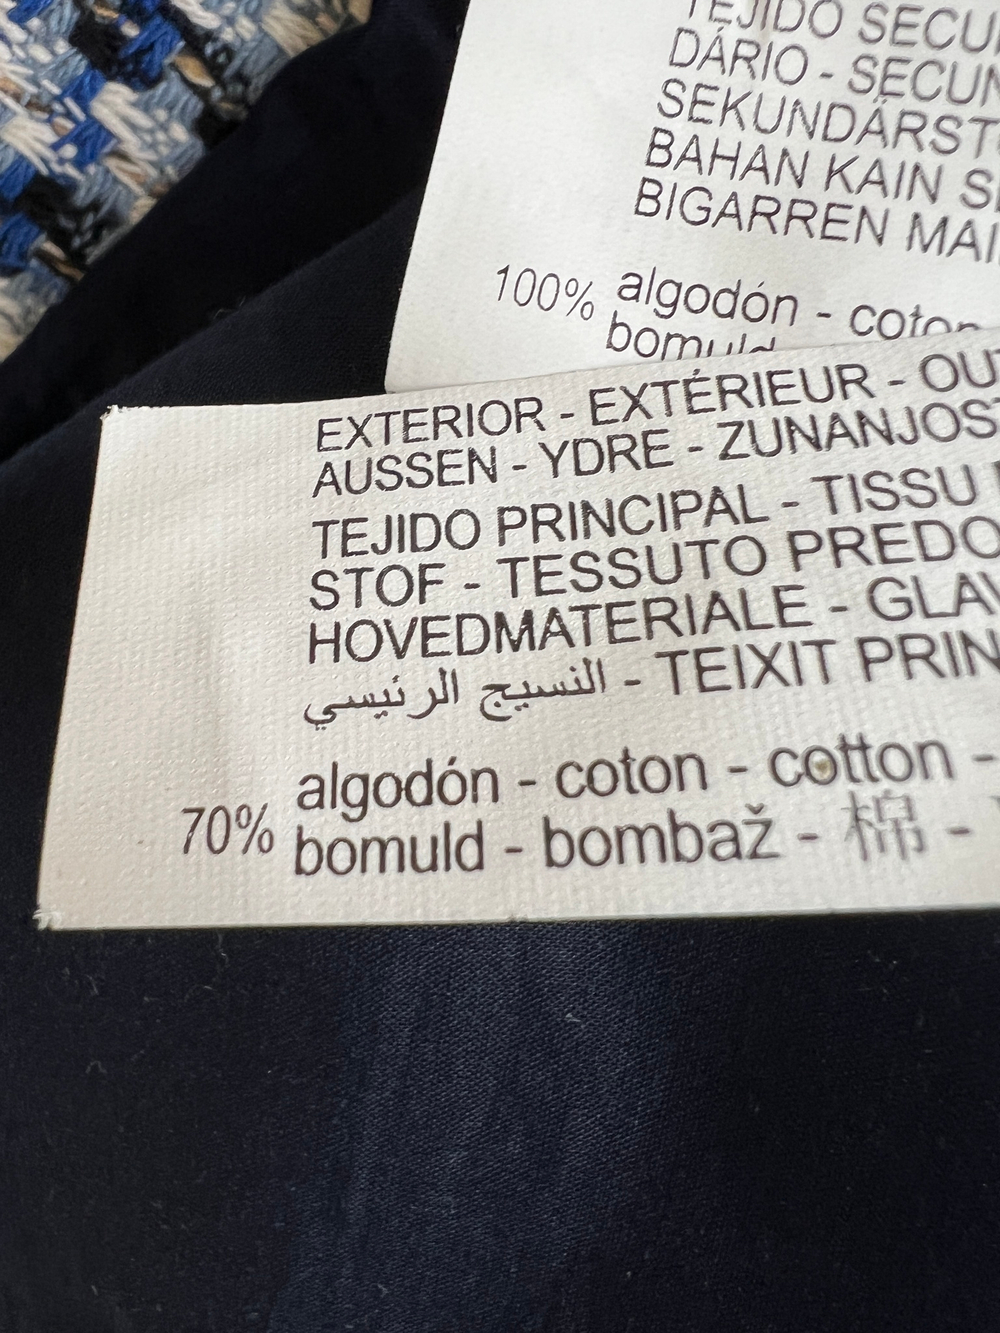 TEJIDO SECU
DÁRIO - SECUN
SEKUNDÄRST
BAHAN KAIN S
BIGARREN MAI
100% algodón - coton
bomuld
EXTERIOR - EXTÉRIEUR - OU
AUSSEN - YDRE - ZUNANJOST
TEJIDO PRINCIPAL - TISSU
STOF - TESSUTO PREDO
HOVEDMATERIALE - GLAV
النسيج الرئيسي - TEIXIT PRIN
algodón - coton - cotton -
70% bomuld - bombaž - 棉 -